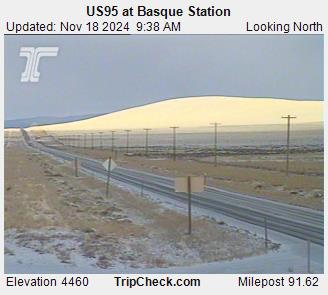 US95 at Basque Station
Updated: Nov 18 2024 9:38 AM Looking North
Elevation 4460 TripCheck.com Milepost 91.62